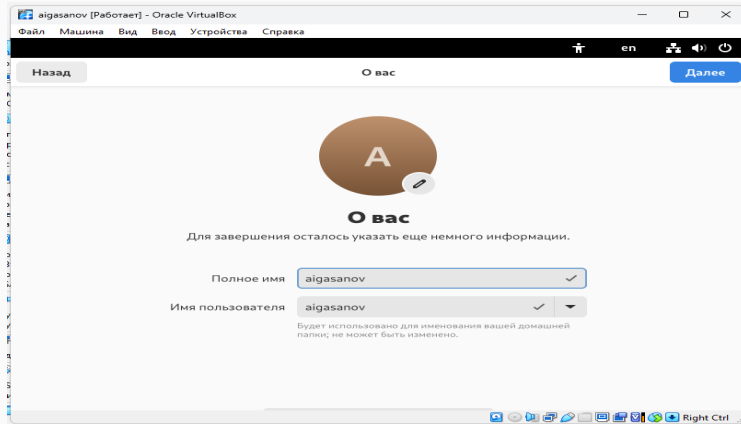 aigasanov [Работает] - Oracle VirtualBox
Файл Машина Вид Ввод Устройства Справка
en
Назад О вас Далее
A
О вас
Для завершения осталось указать еще немного информации.
Полное имя aigasanov
Имя пользователя aigasanov
Будет использовано для именования вашей домашней
папки; не может быть изменено.
Right Ctrl